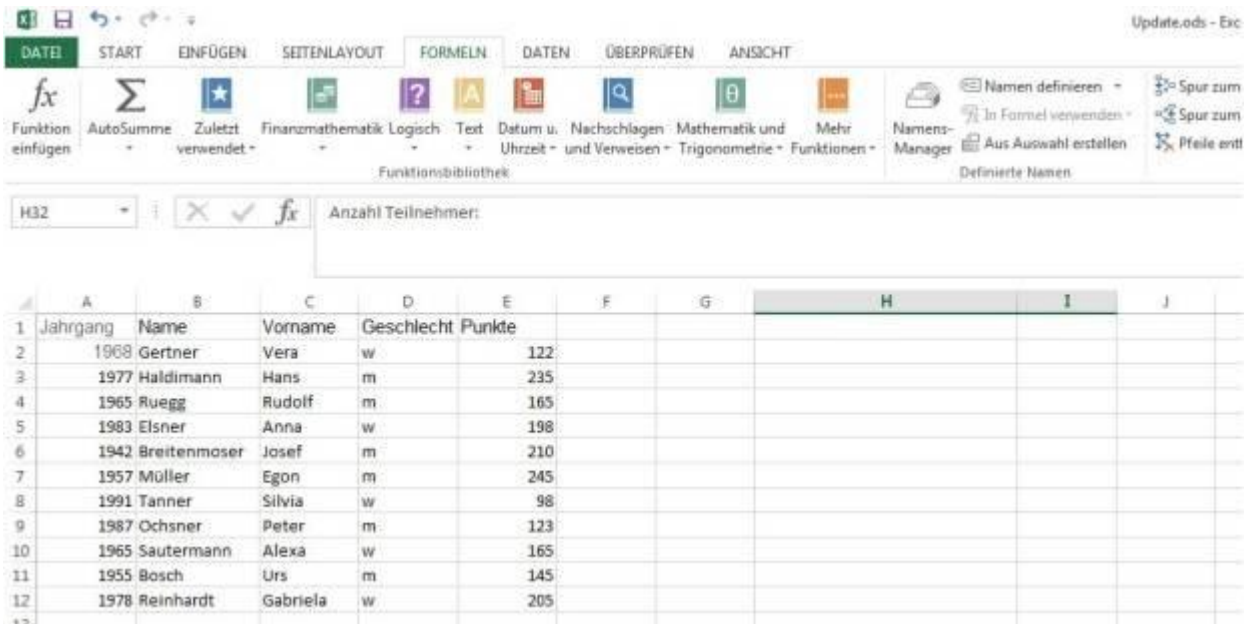 Update.ods - Exc
DATEI START EINFÜGEN SEITENLAYOUT FORMELN DATEN ÜBERPRÜFEN ANSICHT
fx Σ ? A Q θ
Funktion einfügen
AutoSumme
Zuletzt verwendet
Finanzmathematik
Logisch
Text
Datum u. Uhrzeit
Nachschlagen und Verweisen
Mathematik und Trigonometrie
Mehr Funktionen
Funktionsbibliothek
Namens-Manager
Namen definieren
In Formel verwenden
Aus Auswahl erstellen
Definierte Namen
Spur zum
Spur zum
Pfeile entf
H32 fx Anzahl Teilnehmer:
A B C D E F G H I J
1 Jahrgang Name Vorname Geschlecht Punkte
2 1968 Gertner Vera w 122
3 1977 Haldimann Hans m 235
4 1965 Ruegg Rudolf m 165
5 1983 Elsner Anna w 198
6 1942 Breitenmoser Josef m 210
7 1957 Müller Egon m 245
8 1991 Tanner Silvia w 98
9 1987 Ochsner Peter m 123
10 1965 Sautermann Alexa w 165
11 1955 Bosch Urs m 145
12 1978 Reinhardt Gabriela w 205